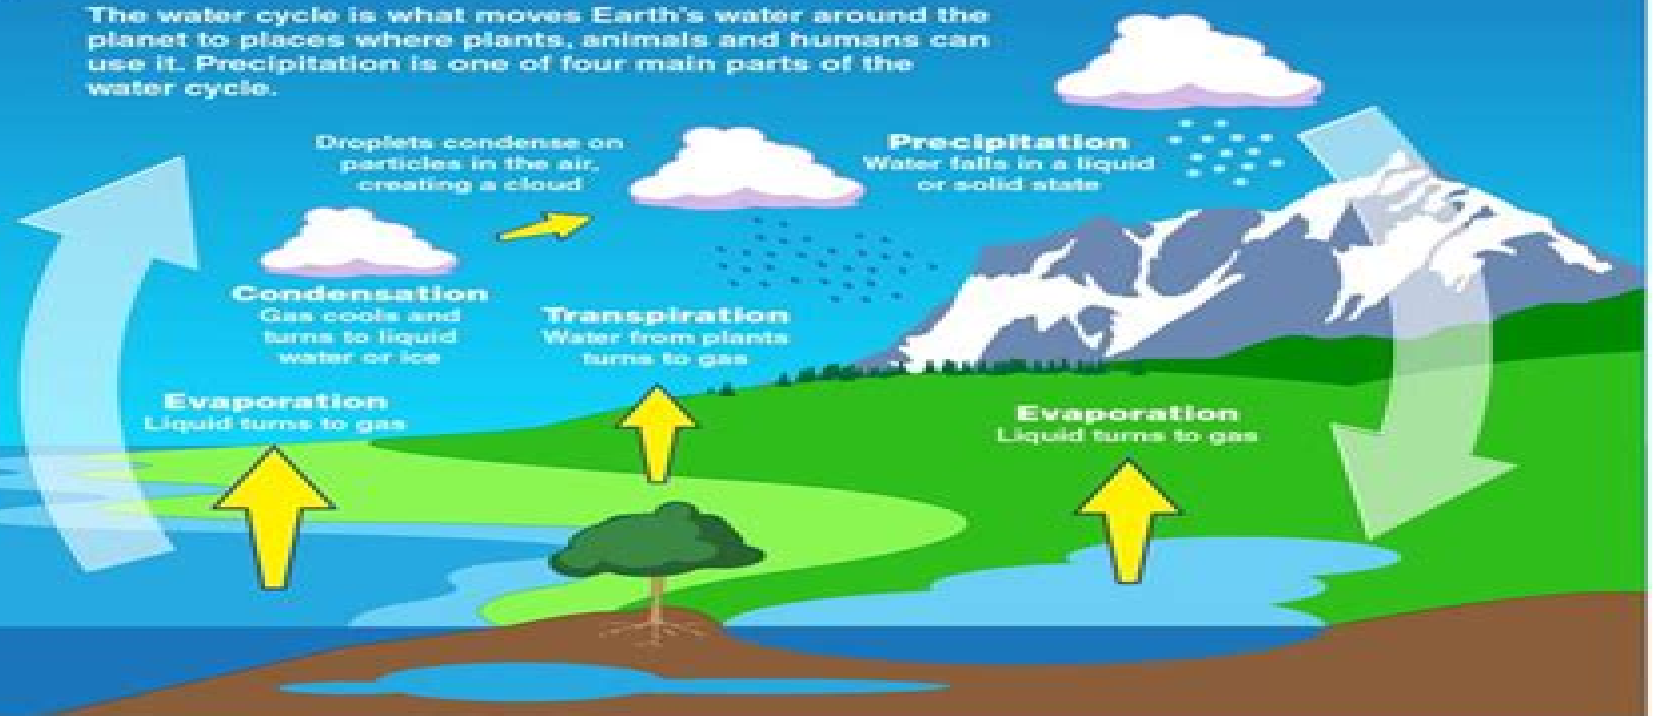 The water cycle is what moves Earth's water around the
planet to places where plants, animals and humans can
use it. Precipitation is one of four main parts of the
water cycle.
Droplets condense on
particles in the air,
creating a cloud
Precipitation
Water falls in a liquid
or solid state
Condensation
Gas cools and
turns to liquid
water or ice
Transpiration
Water from plants
turns to gas
Evaporation
Liquid turns to gas
Evaporation
Liquid turns to gas